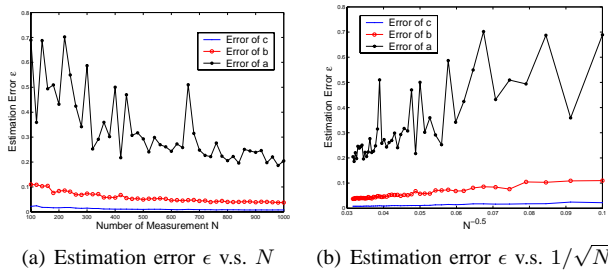 0.8
0.7
0.6
0.5
0.4
0.3
0.2
0.1
0
Estimation Error ε
Error of c
Error of b
Error of a
100 200 300 400 500 600 700 800 900 1000
Number of Measurement N
(a) Estimation error ϵ v.s. N
0.8
0.7
0.6
0.5
0.4
0.3
0.2
0.1
0
Estimation Error ε
Error of c
Error of b
Error of a
0.03 0.04 0.05 0.06 0.07 0.08 0.09 0.1
N^-0.5
(b) Estimation error ϵ v.s. 1/√N